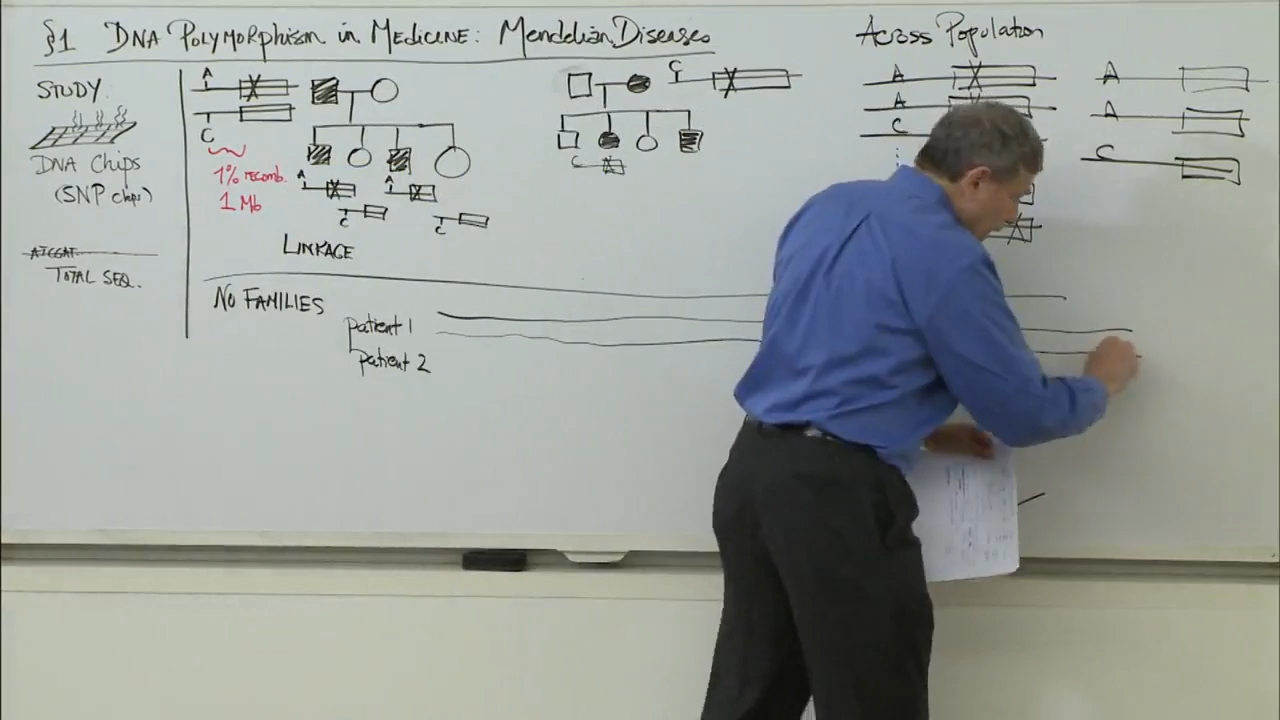 §1 DNA Polymorphism in Medicine: Mendelian Diseases
Across Population
STUDY
DNA Chips
(SNP chips)
ATCGAT
TOTAL SEQ.
A
C
1% recomb.
1 Mb
A
A
C
C
LINKAGE
C
C
A
A
C
A
A
C
NO FAMILIES
patient 1
patient 2